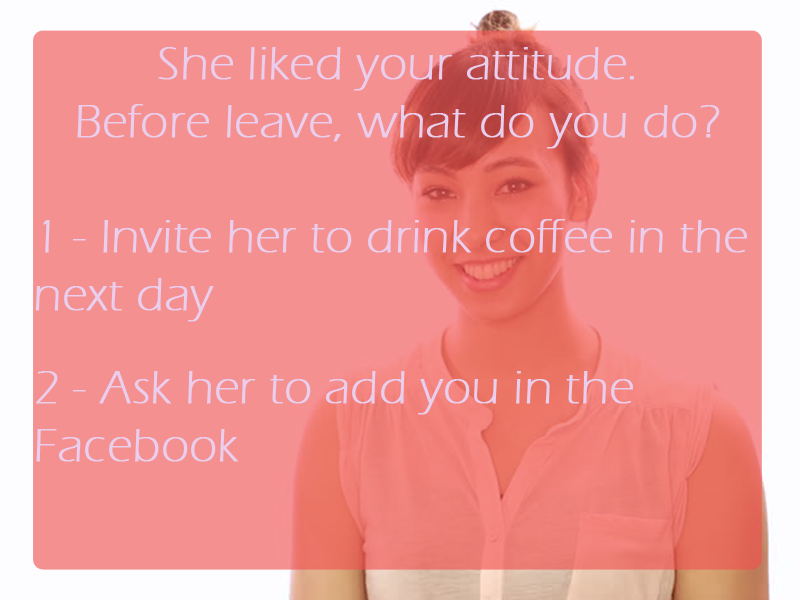 She liked your attitude.
Before leave, what do you do?
1 - Invite her to drink coffee in the
next day
2 - Ask her to add you in the
Facebook